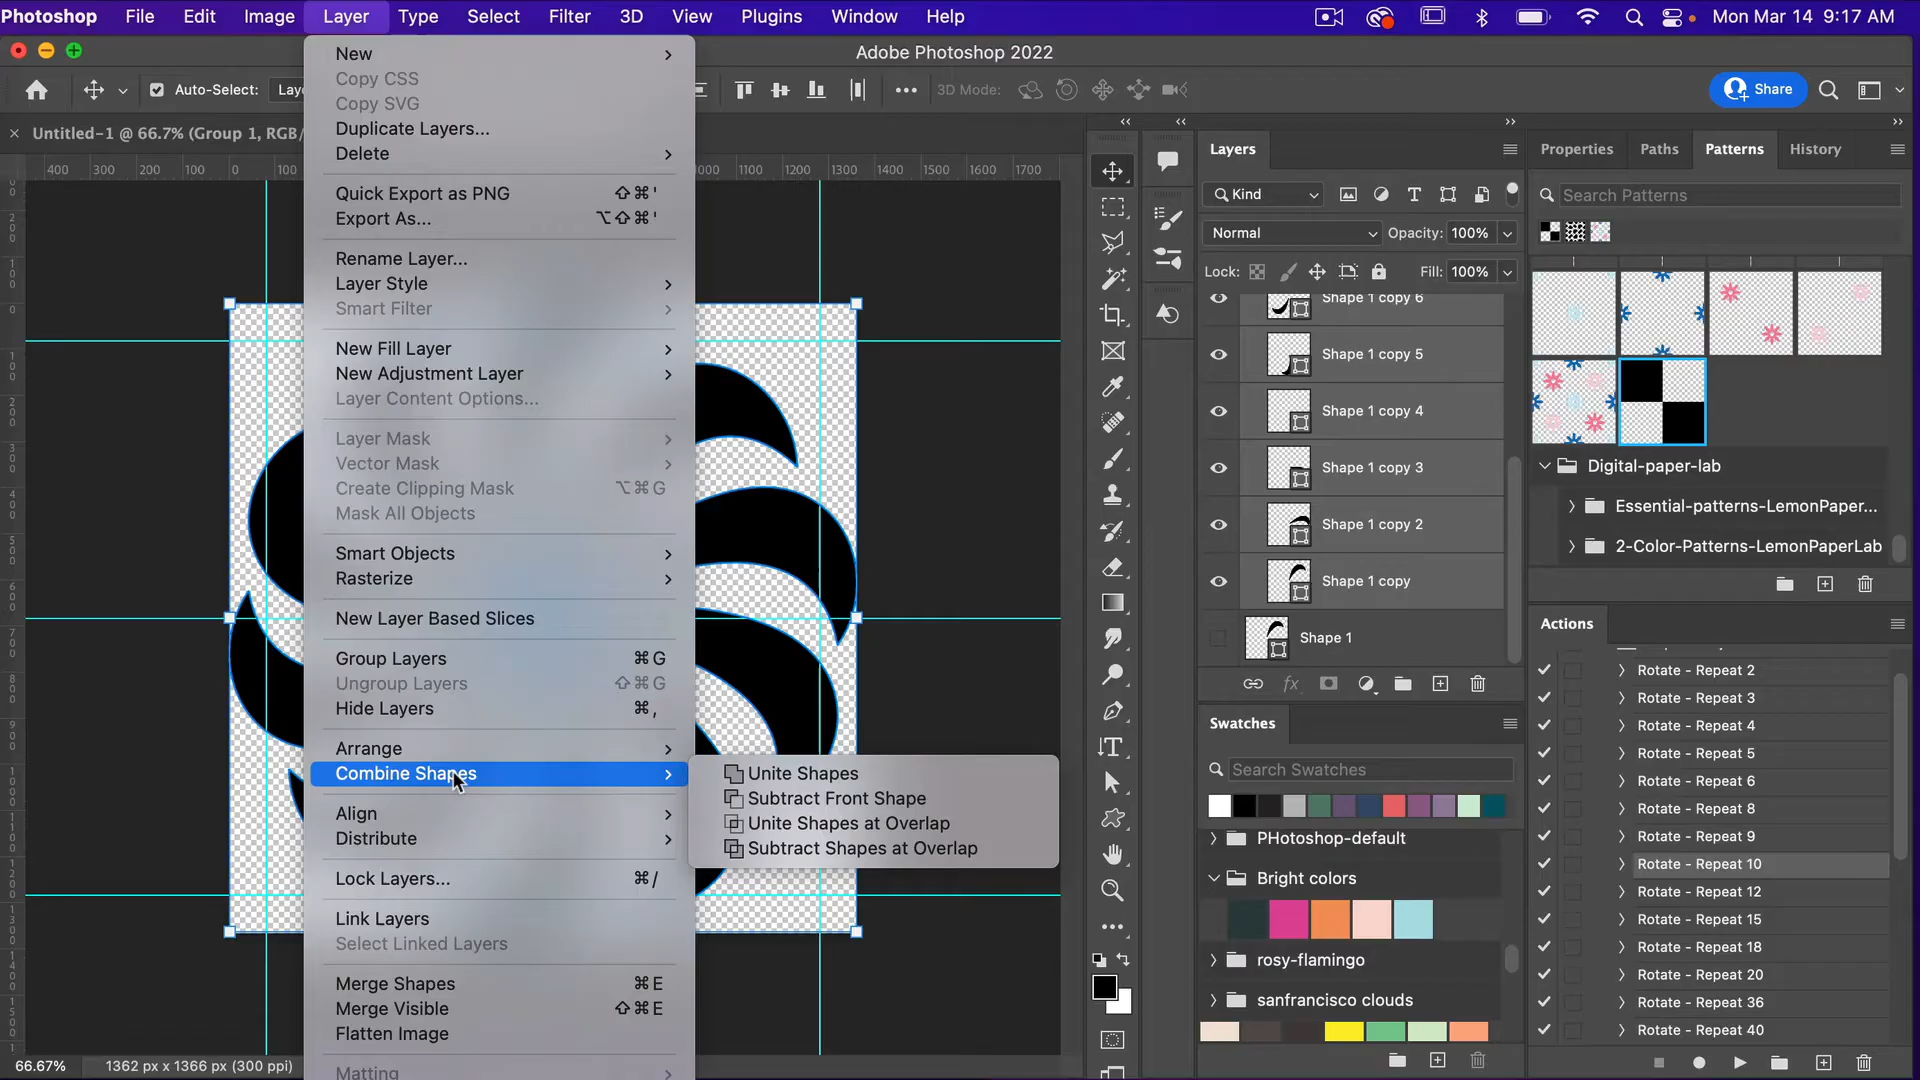 Photoshop File Edit Image Layer Type Select Filter 3D View Plugins Window Help Mon Mar 14 9:17 AM
Adobe Photoshop 2022
Auto-Select: Laye 3D Mode: Share
Untitled-1 @ 66.7% (Group 1, RGB/
400 300 200 100 0 100 1000 1100 1200 1300 1400 1500 1600 1700
New
Copy CSS
Copy SVG
Duplicate Layers...
Delete
Quick Export as PNG ⇧⌘'
Export As... ⌥⇧⌘'
Rename Layer...
Layer Style
Smart Filter
New Fill Layer
New Adjustment Layer
Layer Content Options...
Layer Mask
Vector Mask
Create Clipping Mask ⌥⌘G
Mask All Objects
Smart Objects
Rasterize
New Layer Based Slices
Group Layers ⌘G
Ungroup Layers ⇧⌘G
Hide Layers ⌘,
Arrange
Combine Shapes
Align
Distribute
Lock Layers... ⌘/
Link Layers
Select Linked Layers
Merge Shapes ⌘E
Merge Visible ⇧⌘E
Flatten Image
Matting
Unite Shapes
Subtract Front Shape
Unite Shapes at Overlap
Subtract Shapes at Overlap
66.67% 1362 px x 1366 px (300 ppi)
Layers
Kind
Normal Opacity: 100%
Lock: Fill: 100%
Shape 1 copy 6
Shape 1 copy 5
Shape 1 copy 4
Shape 1 copy 3
Shape 1 copy 2
Shape 1 copy
Shape 1
fx
Swatches
Search Swatches
PHotoshop-default
Bright colors
rosy-flamingo
sanfrancisco clouds
Properties Paths Patterns History
Search Patterns
Digital-paper-lab
Essential-patterns-LemonPaper...
2-Color-Patterns-LemonPaperLab
Actions
Rotate - Repeat 2
Rotate - Repeat 3
Rotate - Repeat 4
Rotate - Repeat 5
Rotate - Repeat 6
Rotate - Repeat 8
Rotate - Repeat 9
Rotate - Repeat 10
Rotate - Repeat 12
Rotate - Repeat 15
Rotate - Repeat 18
Rotate - Repeat 20
Rotate - Repeat 36
Rotate - Repeat 40